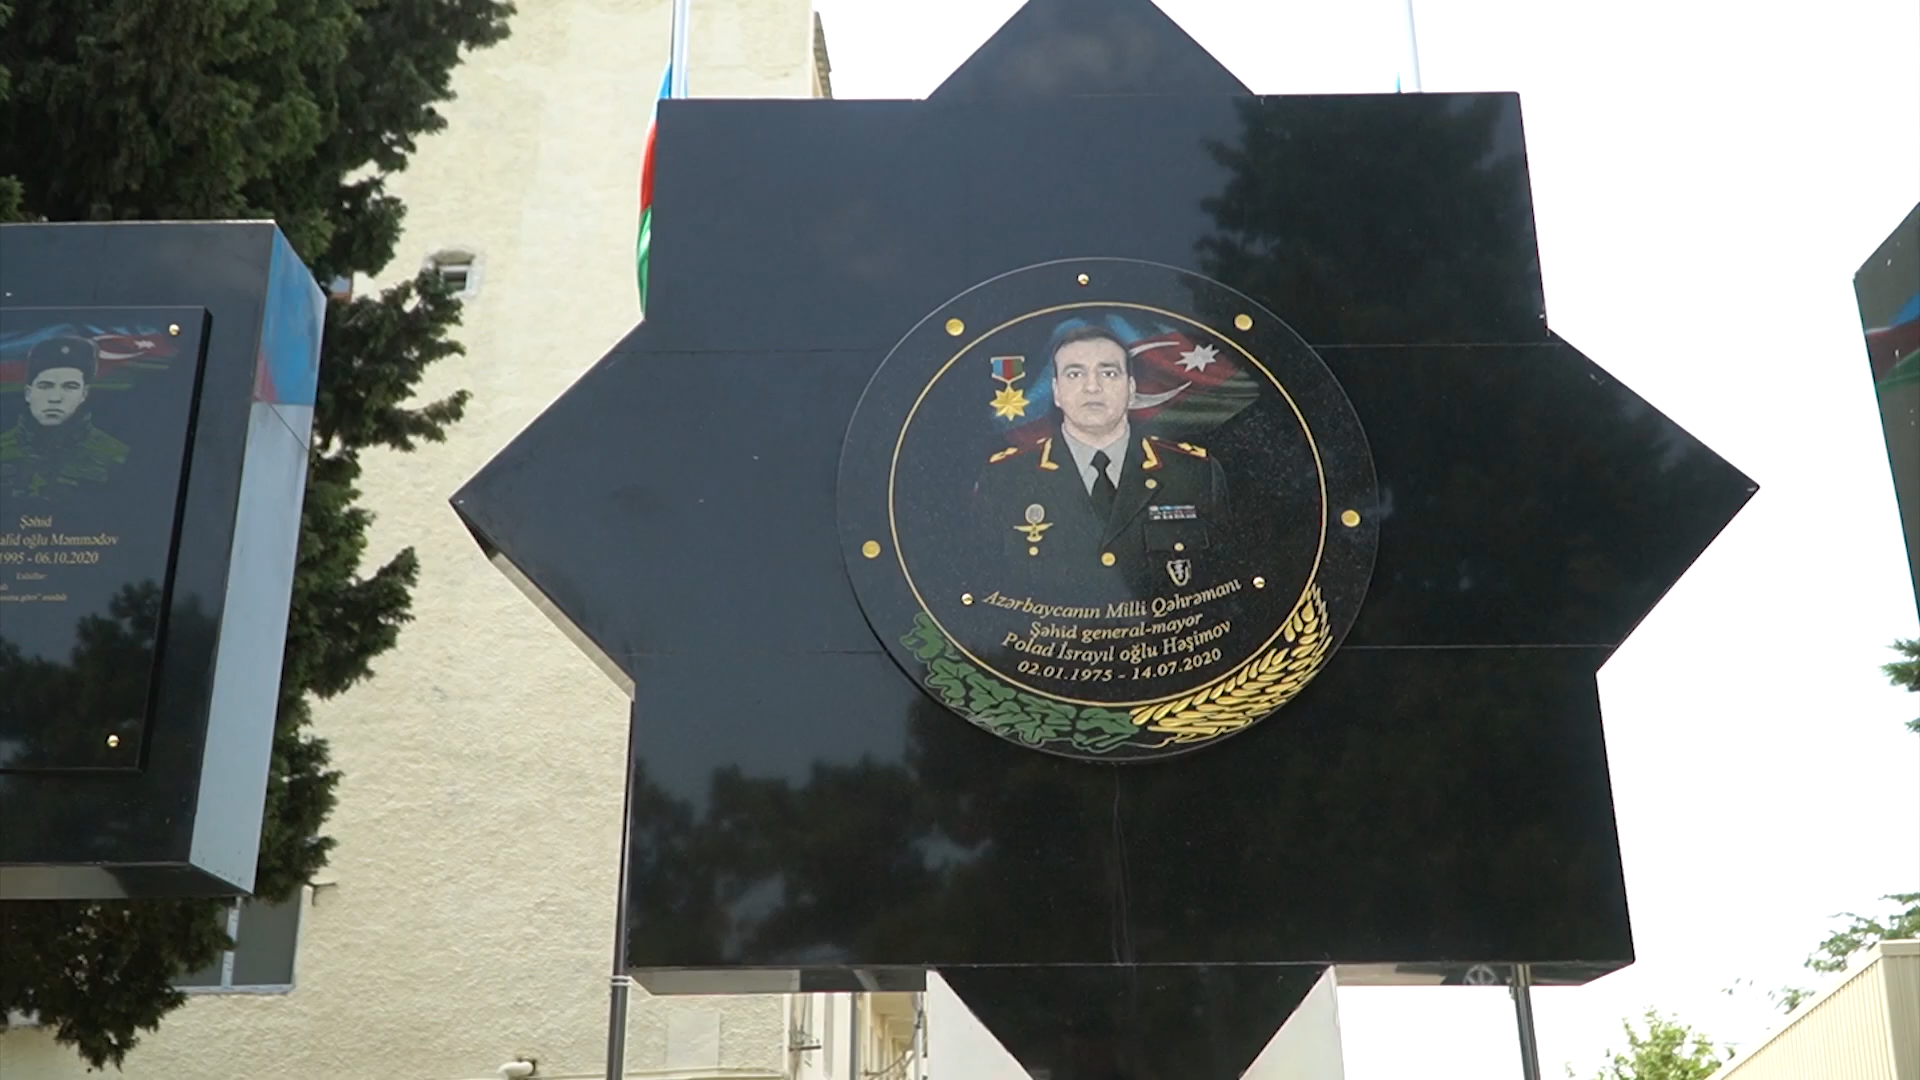 Şəhid
oğlu Məmmədov
1995 - 06.10.2020
Azərbaycanın Milli Qəhrəmanı
Şəhid general-mayor
Polad İsrayıl oğlu Həşimov
02.01.1975 - 14.07.2020